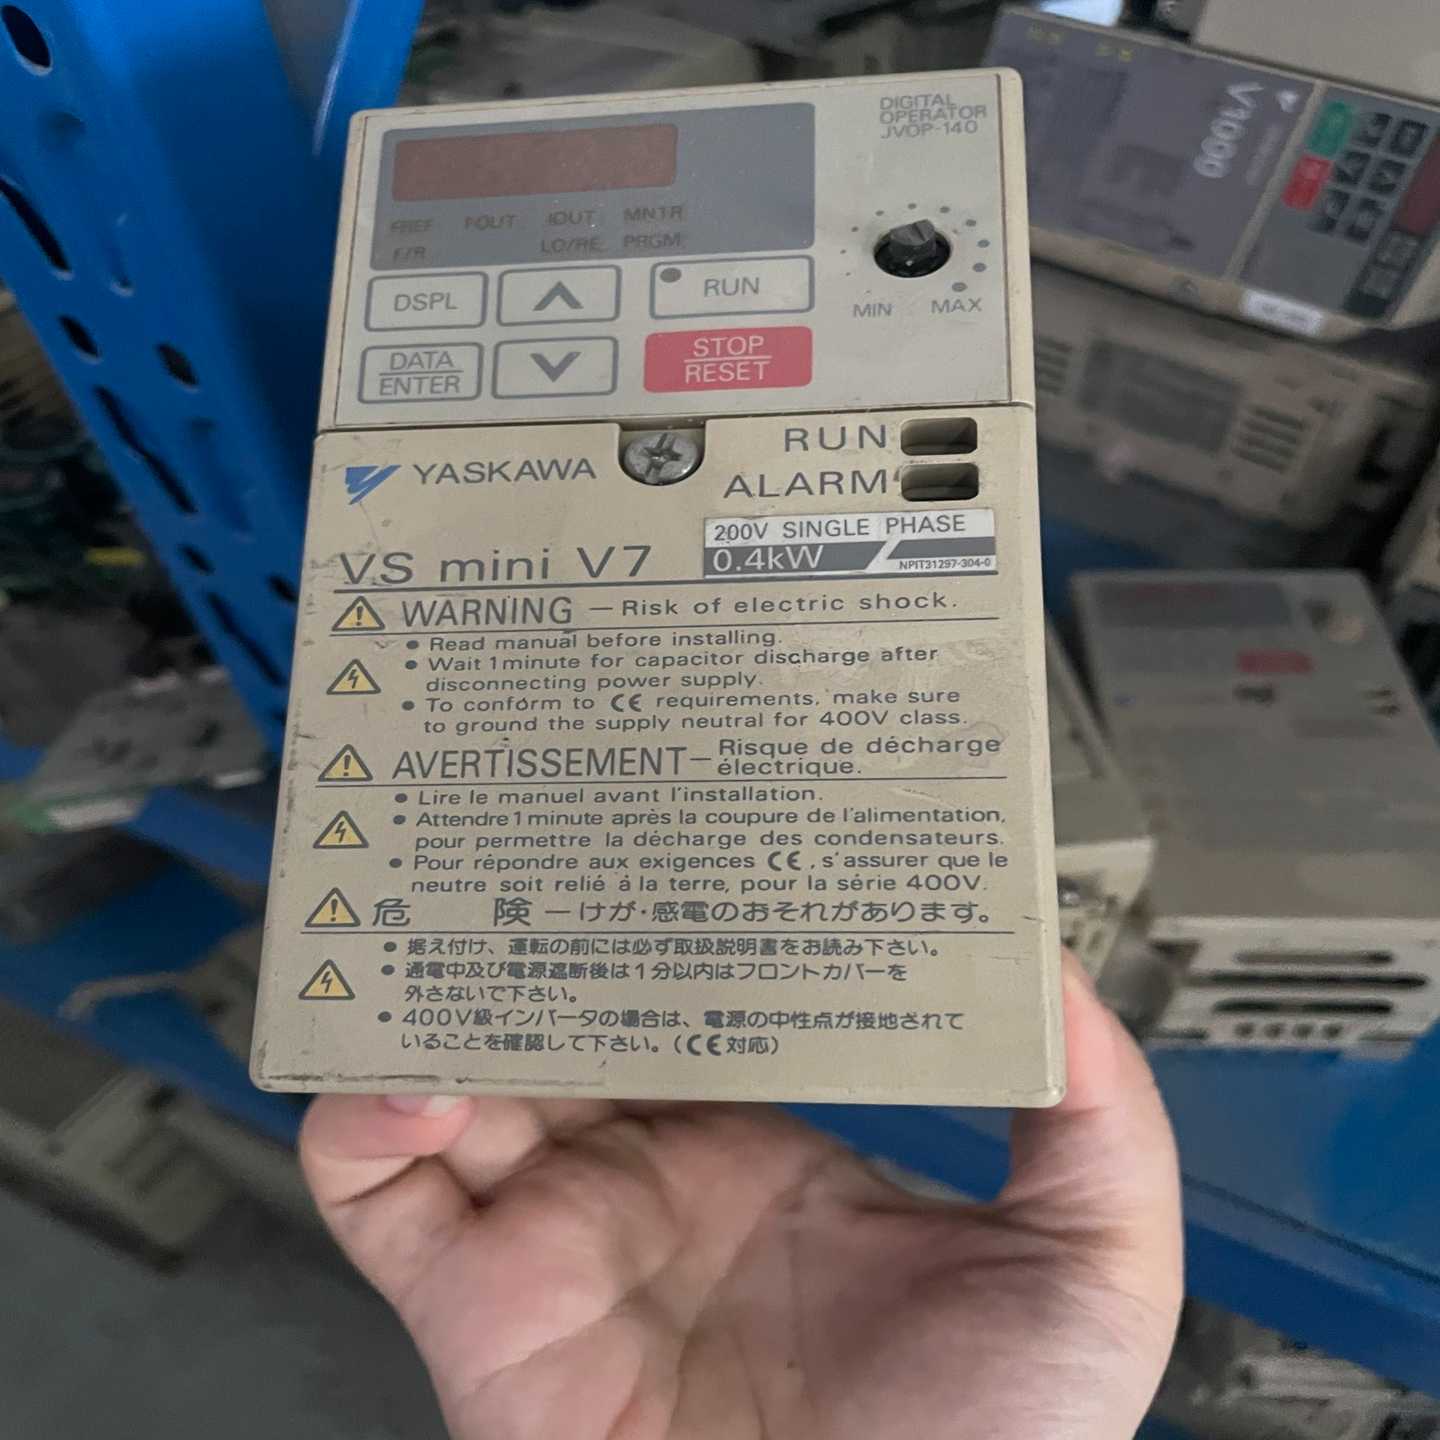 DIGITAL
OPERATOR
JVOP-140
V1000
FREF FOUT IOUT MNTR
F/R LO/RE PRGM
DSPL
RUN
DATA
ENTER
STOP
RESET
MIN MAX
RUN
ALARM
YASKAWA
200V SINGLE PHASE
0.4kW NPIT31297-304-0
VS mini V7
WARNING — Risk of electric shock.
● Read manual before installing.
● Wait 1 minute for capacitor discharge after
disconnecting power supply.
● To conform to CE requirements, make sure
to ground the supply neutral for 400V class.
AVERTISSEMENT — Risque de décharge
électrique.
● Lire le manuel avant l'installation.
● Attendre 1 minute après la coupure de l'alimentation,
pour permettre la décharge des condensateurs.
● Pour répondre aux exigences CE, s'assurer que le
neutre soit relié à la terre, pour la série 400V.
危 険 — けが・感電のおそれがあります。
● 据え付け、運転の前には必ず取扱説明書をお読み下さい。
● 通電中及び電源遮断後は1分以内はフロントカバーを
外さないで下さい。
● 400V級インバータの場合は、電源の中性点が接地されて
いることを確認して下さい。(CE対応)